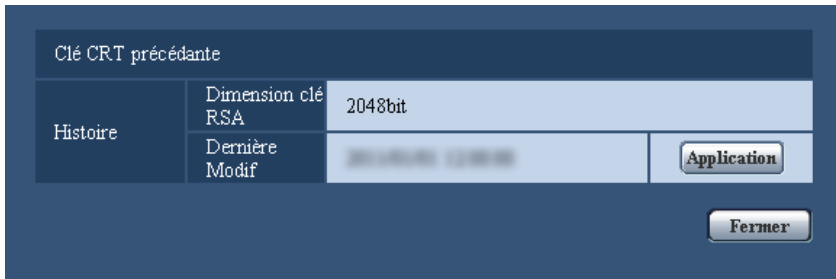 Clé CRT précédante
Histoire
Dimension clé
RSA
2048bit
Dernière
Modif
Application
Fermer